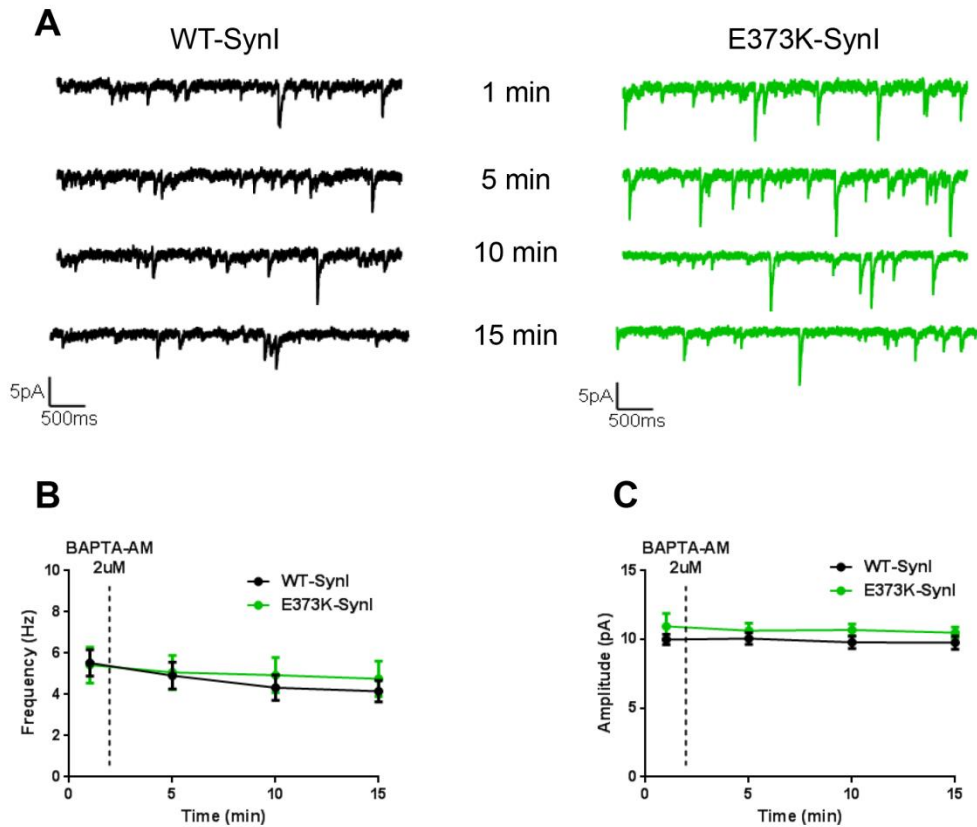 A
WT-SynI
E373K-SynI
1 min
5 min
10 min
15 min
5pA
500ms
5pA
500ms
B
BAPTA-AM
2uM
WT-SynI
E373K-SynI
Frequency (Hz)
10
8
6
4
2
0
0
5
10
15
Time (min)
C
BAPTA-AM
2uM
WT-SynI
E373K-SynI
Amplitude (pA)
15
10
5
0
0
5
10
15
Time (min)